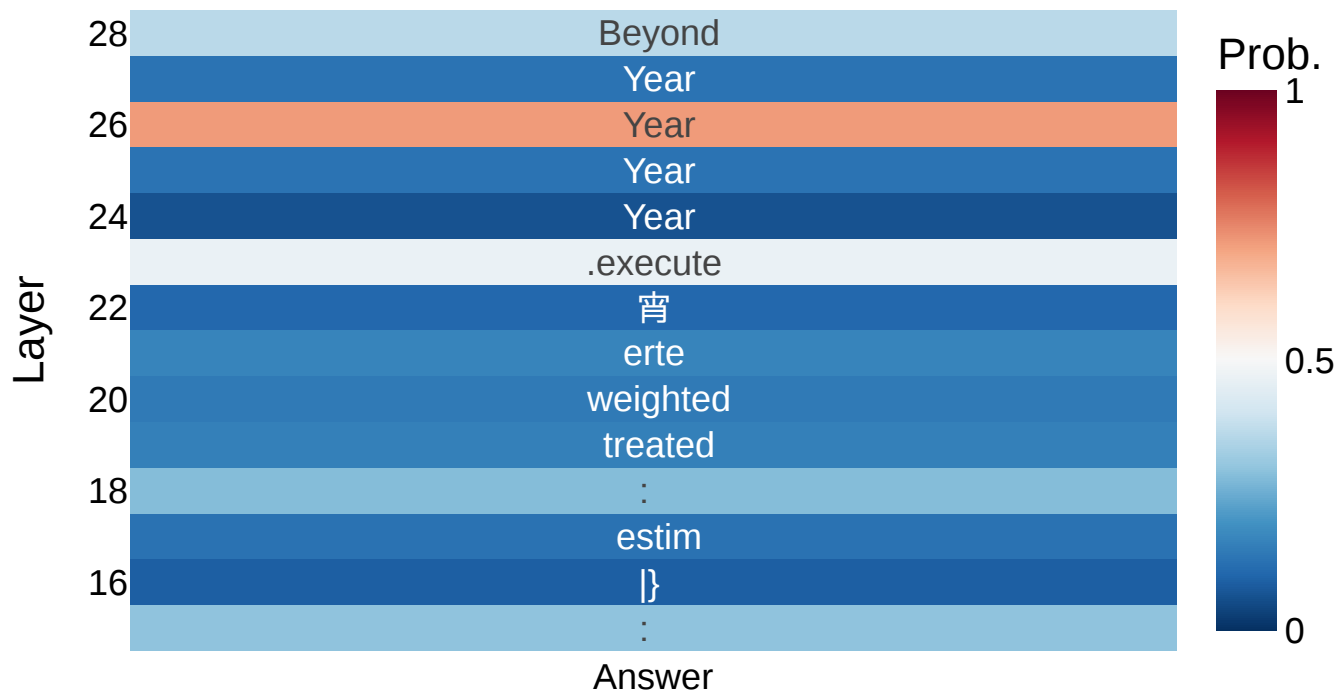 28 Beyond
Year
26 Year
Year
24 Year
.execute
22 宵
erte
20 weighted
treated
18 :
estim
16 |}
:
Answer
Layer
Prob.
1
0.5
0